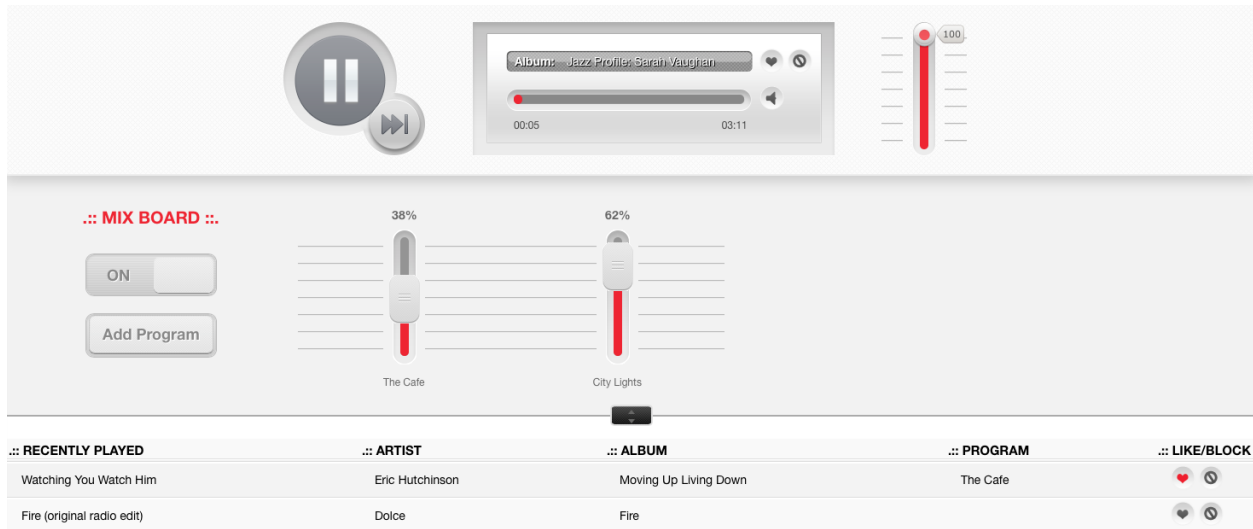 100
Album: Jazz Profile: Sarah Vaughan
00:05 03:11
.:: MIX BOARD ::.
38% 62%
ON
Add Program
The Cafe City Lights
.:: RECENTLY PLAYED .:: ARTIST .:: ALBUM .:: PROGRAM .:: LIKE/BLOCK
Watching You Watch Him Eric Hutchinson Moving Up Living Down The Cafe
Fire (original radio edit) Dolce Fire